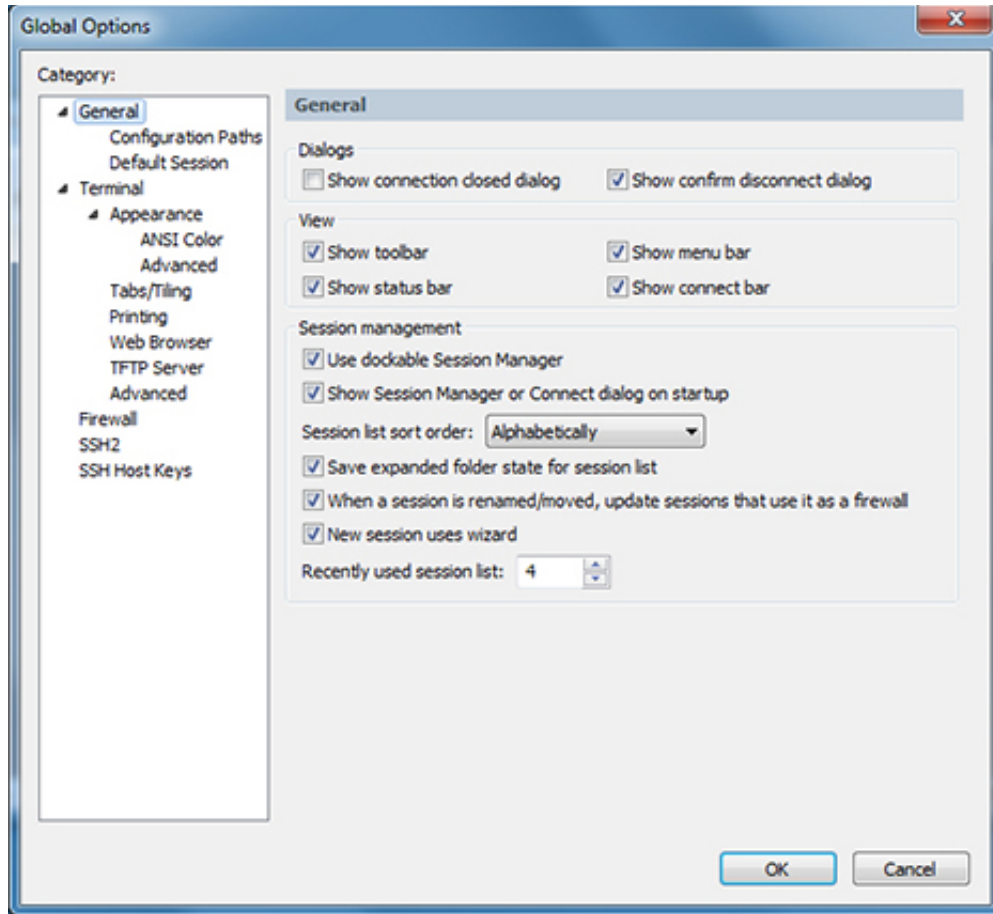 Global Options
Category:
General
Configuration Paths
Default Session
Terminal
Appearance
ANSI Color
Advanced
Tabs/Tiling
Printing
Web Browser
TFTP Server
Advanced
Firewall
SSH2
SSH Host Keys
General
Dialogs
Show connection closed dialog
Show confirm disconnect dialog
View
Show toolbar
Show menu bar
Show status bar
Show connect bar
Session management
Use dockable Session Manager
Show Session Manager or Connect dialog on startup
Session list sort order: Alphabetically
Save expanded folder state for session list
When a session is renamed/moved, update sessions that use it as a firewall
New session uses wizard
Recently used session list: 4
OK
Cancel